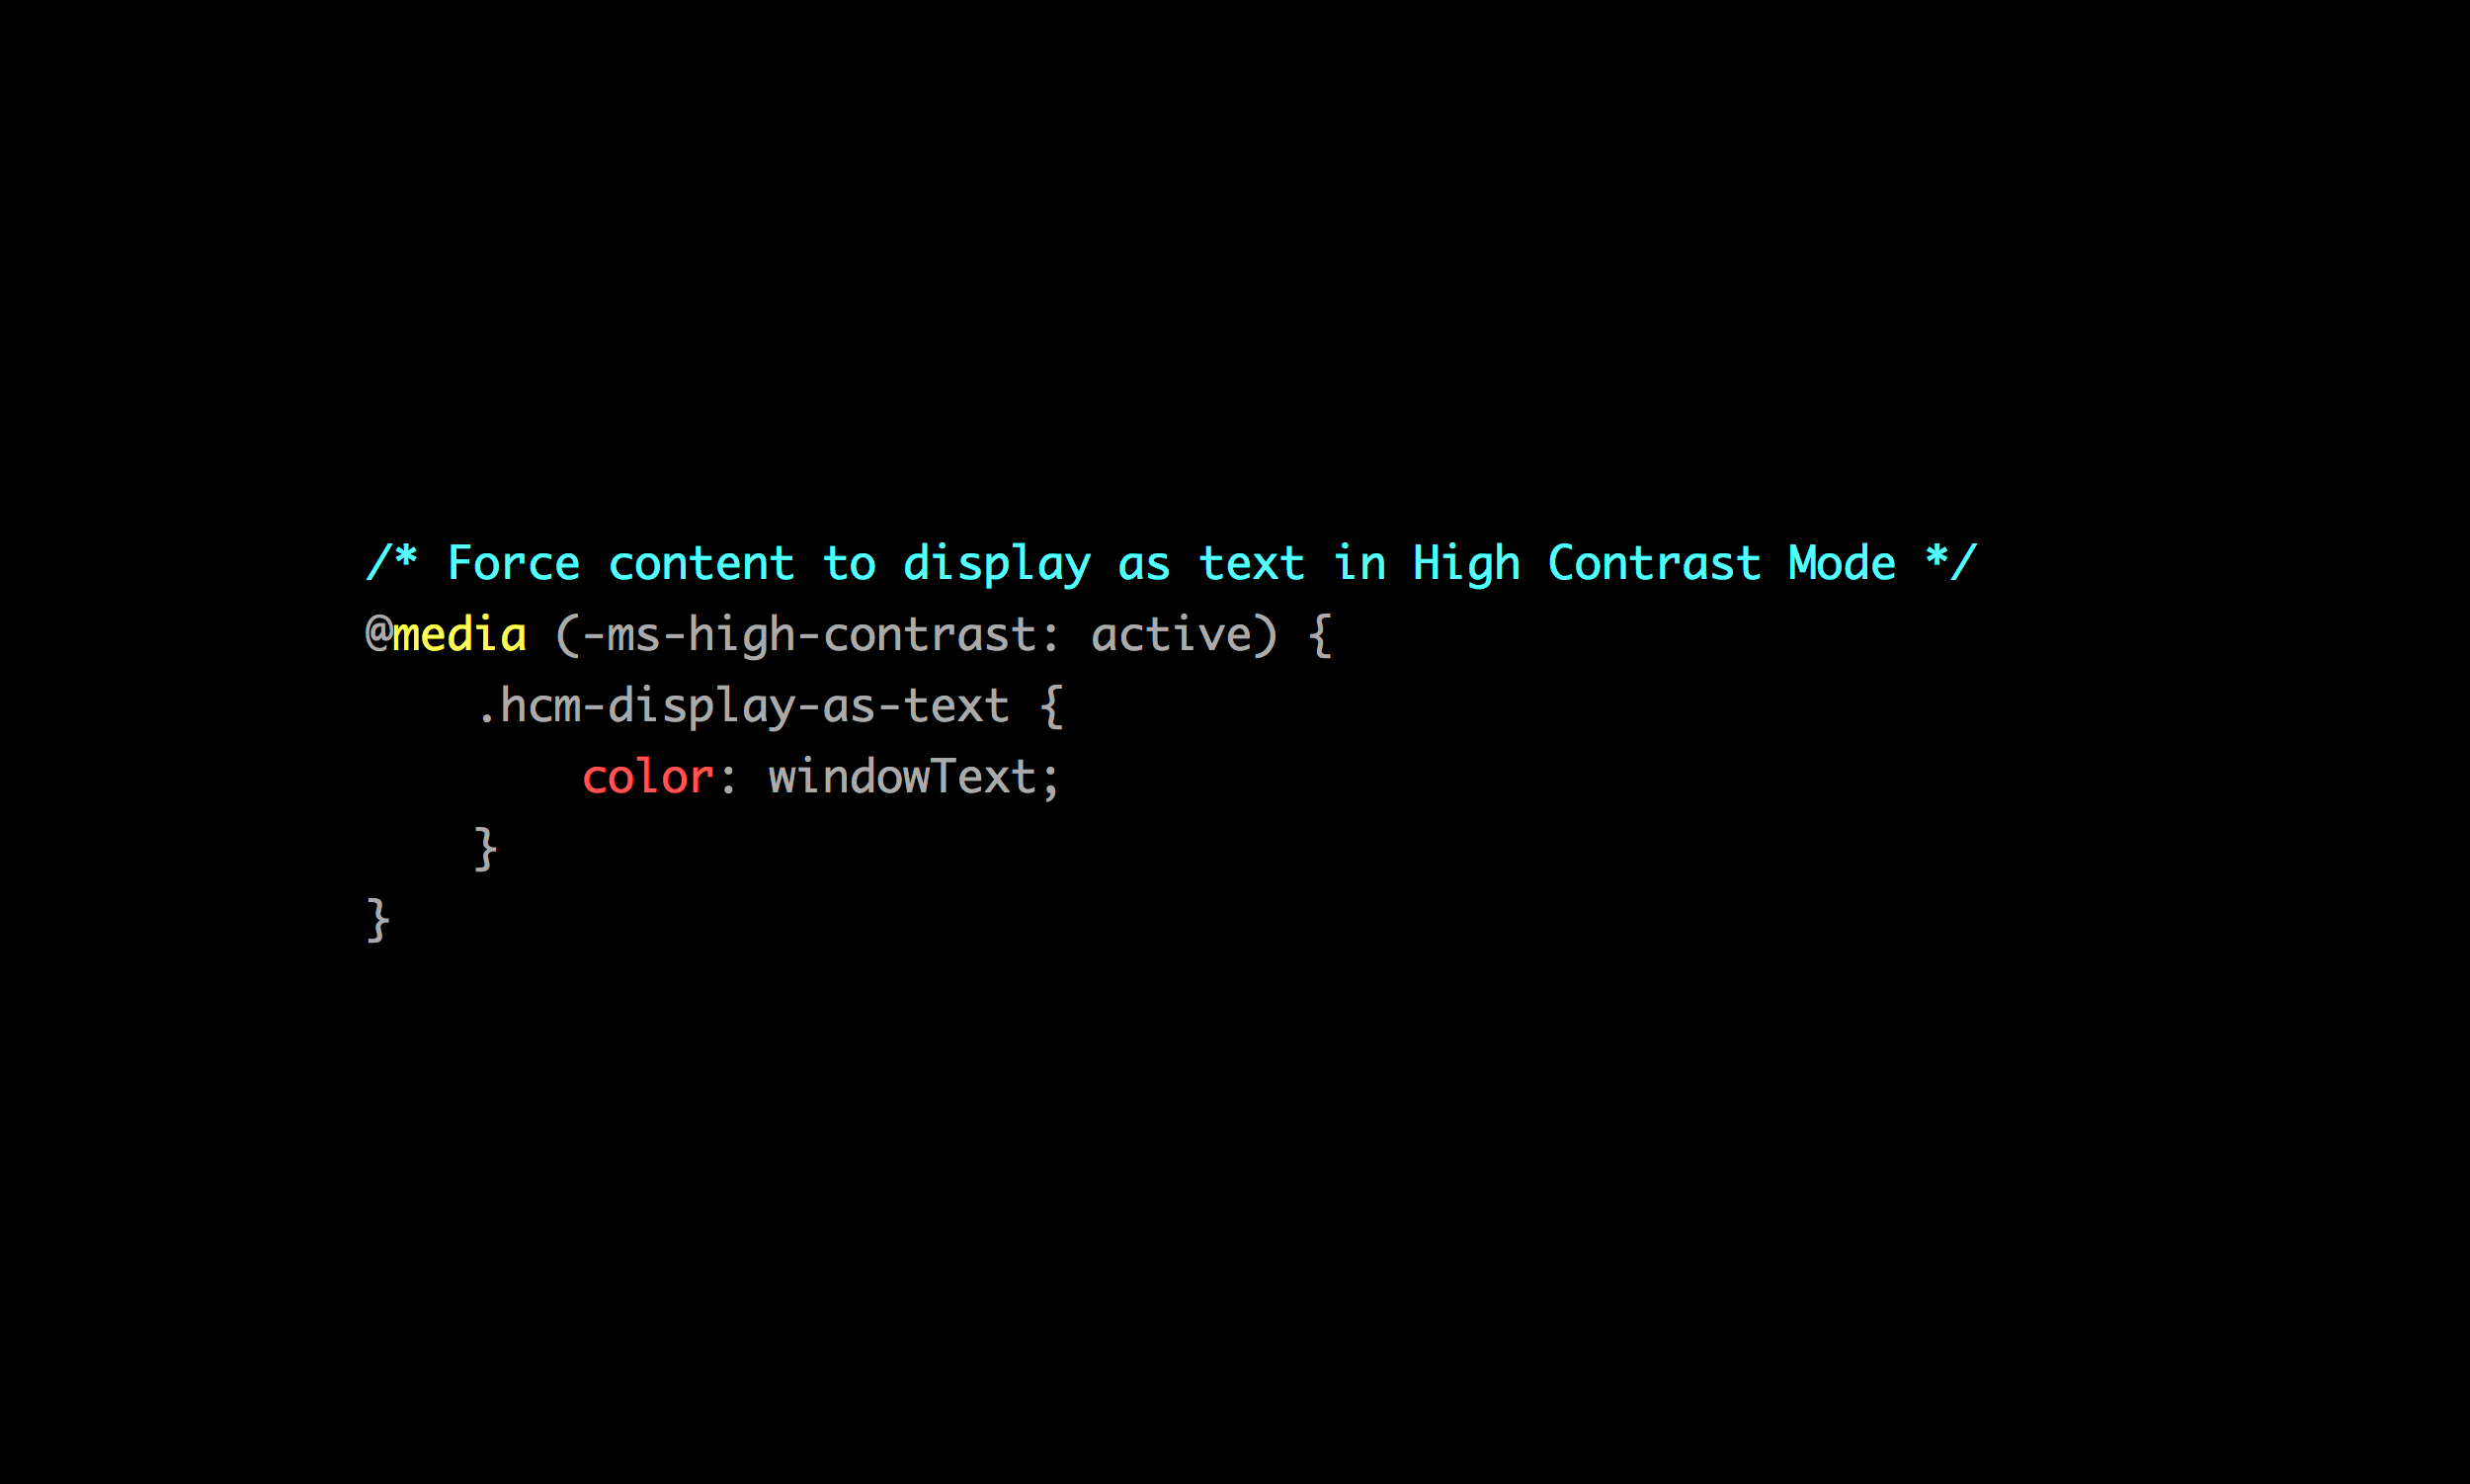 /* Force content to display as text in High Contrast Mode */
@media (-ms-high-contrast: active) {
    .hcm-display-as-text {
        color: windowText;
    }
}